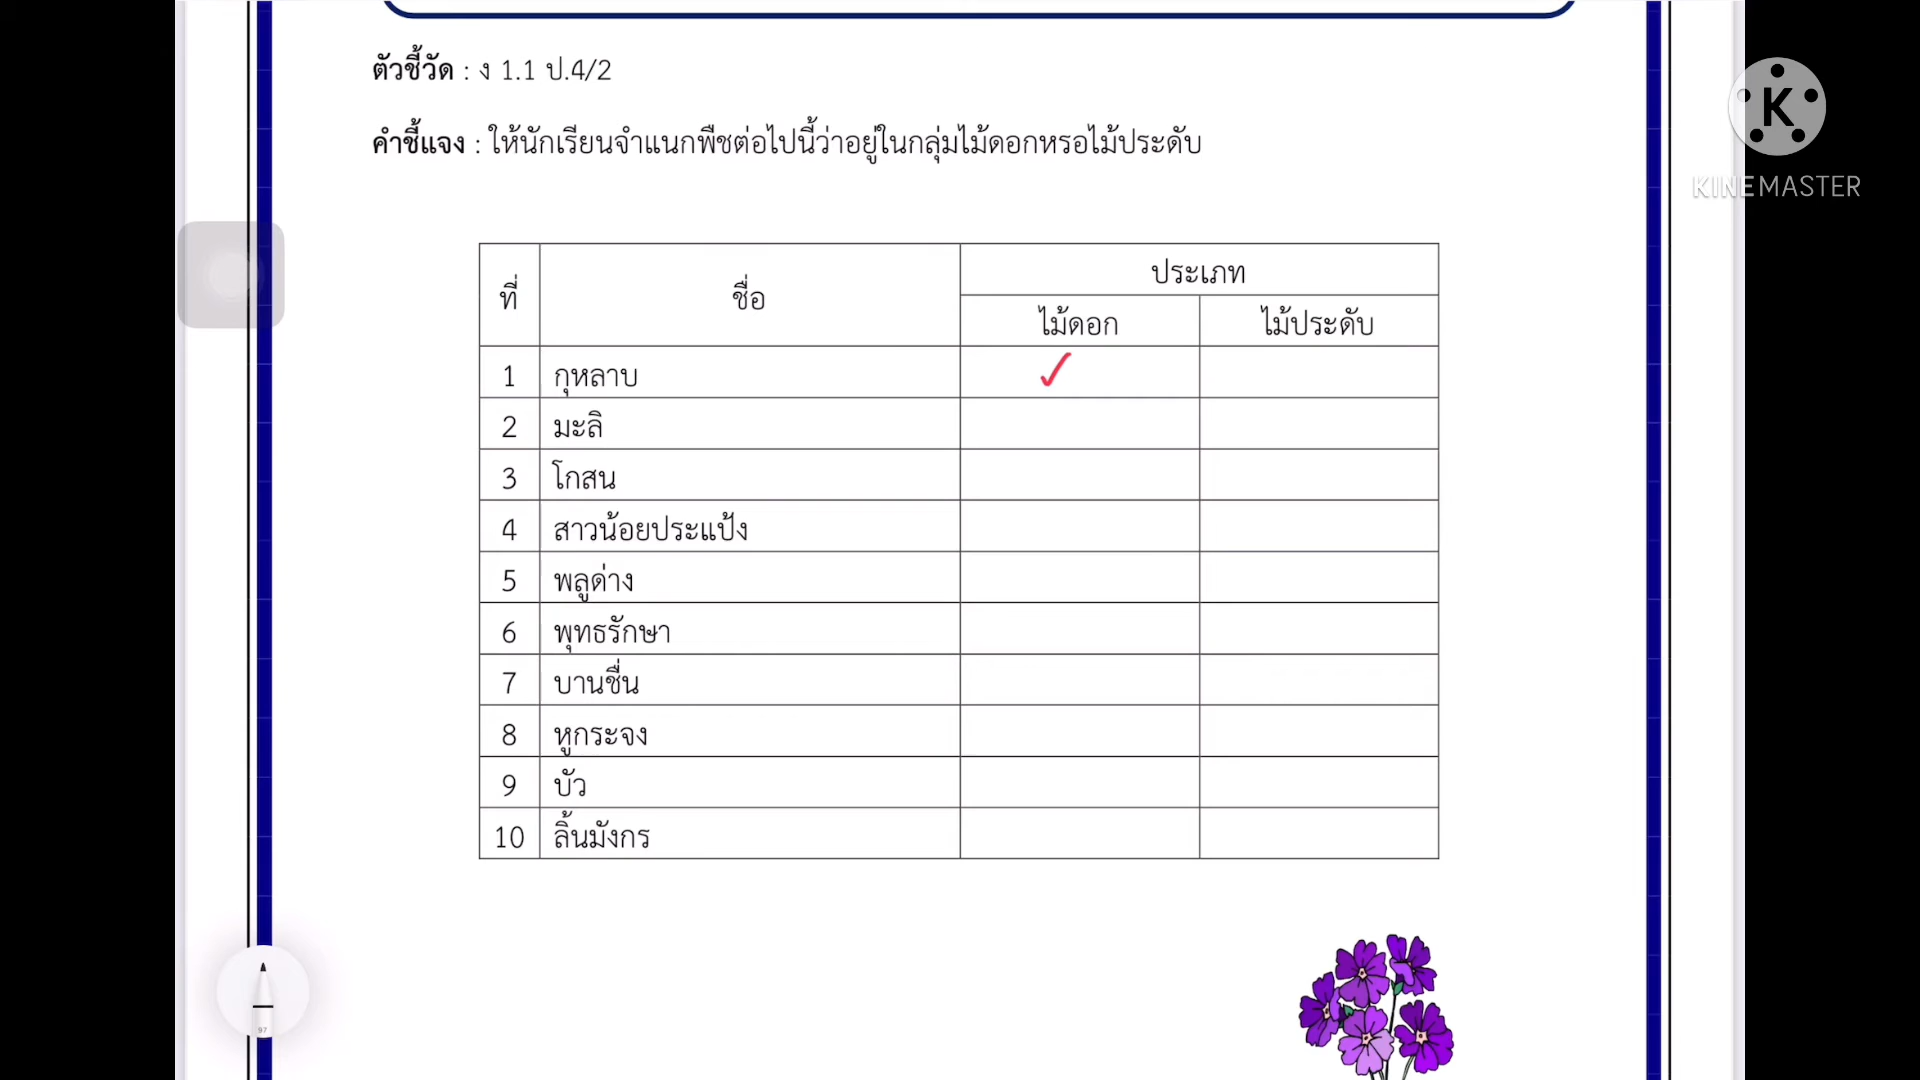 ตัวชี้วัด : ง 1.1 ป.4/2
คำชี้แจง : ให้นักเรียนจำแนกพืชต่อไปนี้ว่าอยู่ในกลุ่มไม้ดอกหรอไม้ประดับ
KINEMASTER
ที่ ชื่อ ประเภท
ไม้ดอก ไม้ประดับ
1 กุหลาบ ✓
2 มะลิ
3 โกสน
4 สาวน้อยประแป้ง
5 พลูด่าง
6 พุทธรักษา
7 บานชื่น
8 หูกระจง
9 บัว
10 ลิ้นมังกร
97